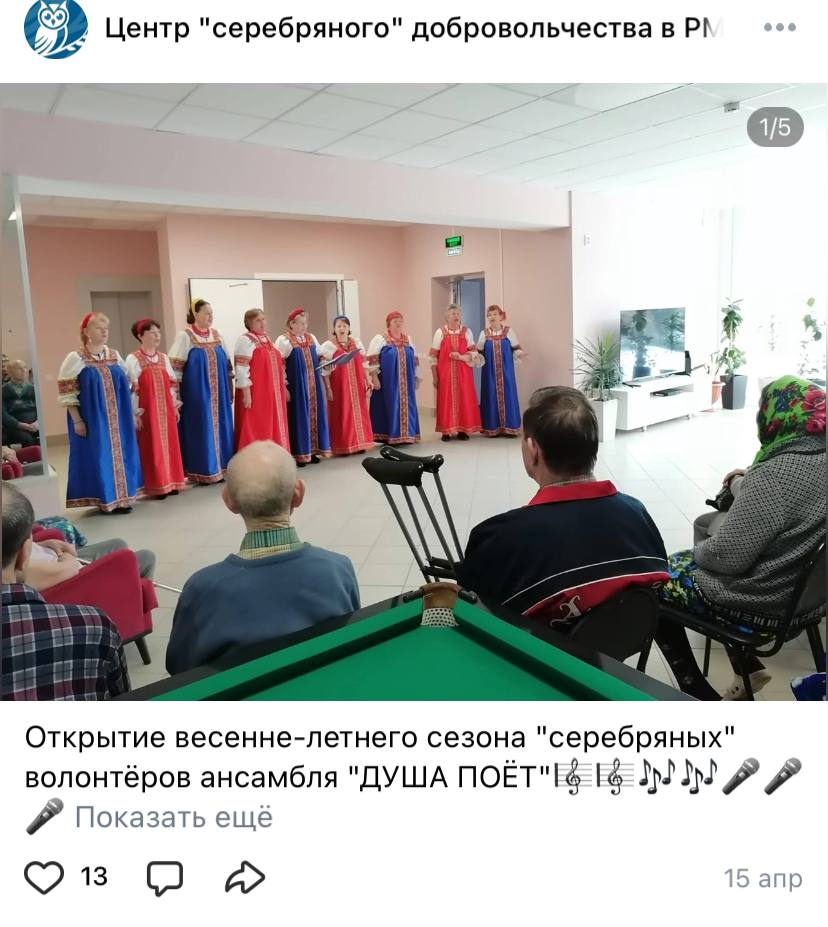 Центр "серебряного" добровольчества в РМ
1/5
Открытие весенне-летнего сезона "серебряных"
волонтёров ансамбля "ДУША ПОЁТ"🎼🎼🎶🎶🎤🎤
🎤 Показать ещё
13
15 апр